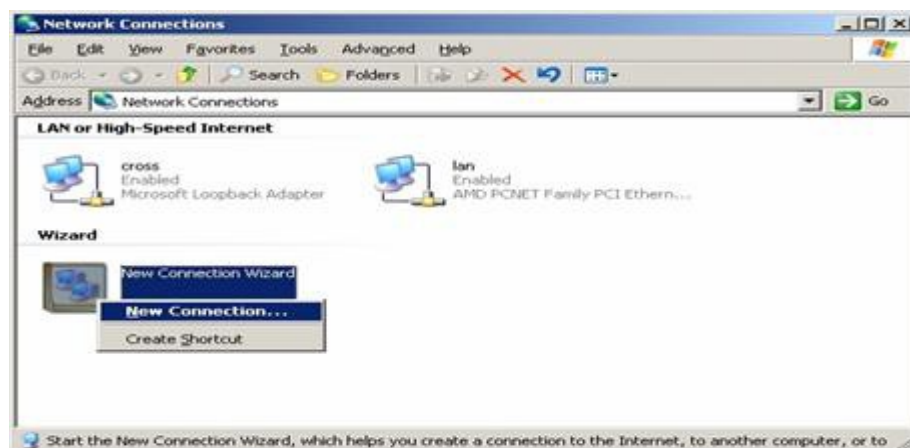 Network Connections
File Edit View Favorites Tools Advanced Help
Back Search Folders
Address Network Connections Go
LAN or High-Speed Internet
cross lan
Enabled Enabled
Microsoft Loopback Adapter AMD PCNET Family PCI Ethern...
Wizard
New Connection Wizard
New Connection...
Create Shortcut
Start the New Connection Wizard, which helps you create a connection to the Internet, to another computer, or to